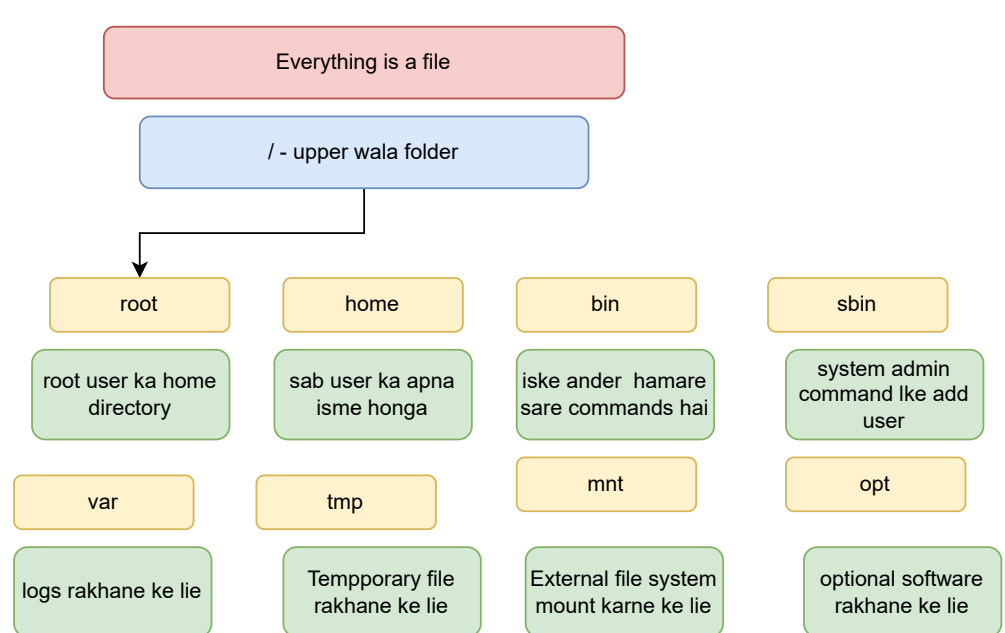 Everything is a file
/ - upper wala folder
root
home
bin
sbin
root user ka home
directory
sab user ka apna
isme honga
iske ander hamare
sare commands hai
system admin
command lke add
user
var
tmp
mnt
opt
logs rakhane ke lie
Tempporary file
rakhane ke lie
External file system
mount karne ke lie
optional software
rakhane ke lie